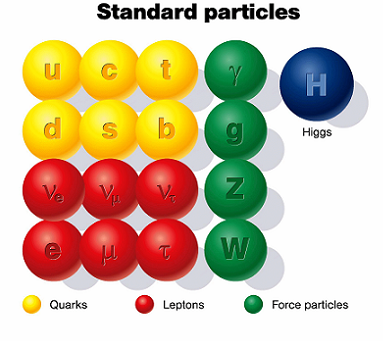 Standard particles
u c t γ H
Higgs
d s b g
νe νμ ντ Z
e μ τ W
Quarks Leptons Force particles